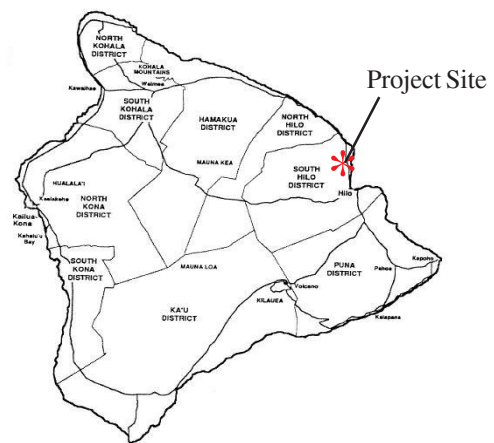 NORTH
KOHALA
DISTRICT
KOHALA
MOUNTAINS
Waimea
Kawaihae
SOUTH
KOHALA
DISTRICT
HAMAKUA
DISTRICT
NORTH
HILO
DISTRICT
Project Site
MAUNA KEA
SOUTH
HILO
DISTRICT
Hilo
HUALALA'I
Kealakehe
Kailua-
Kona
NORTH
KONA
DISTRICT
Kehalu'u
Bay
SOUTH
KONA
DISTRICT
MAUNA LOA
PUNA
DISTRICT
Pahoa
Kapoho
Volcano
KILAUEA
Kalapana
KA'U
DISTRICT